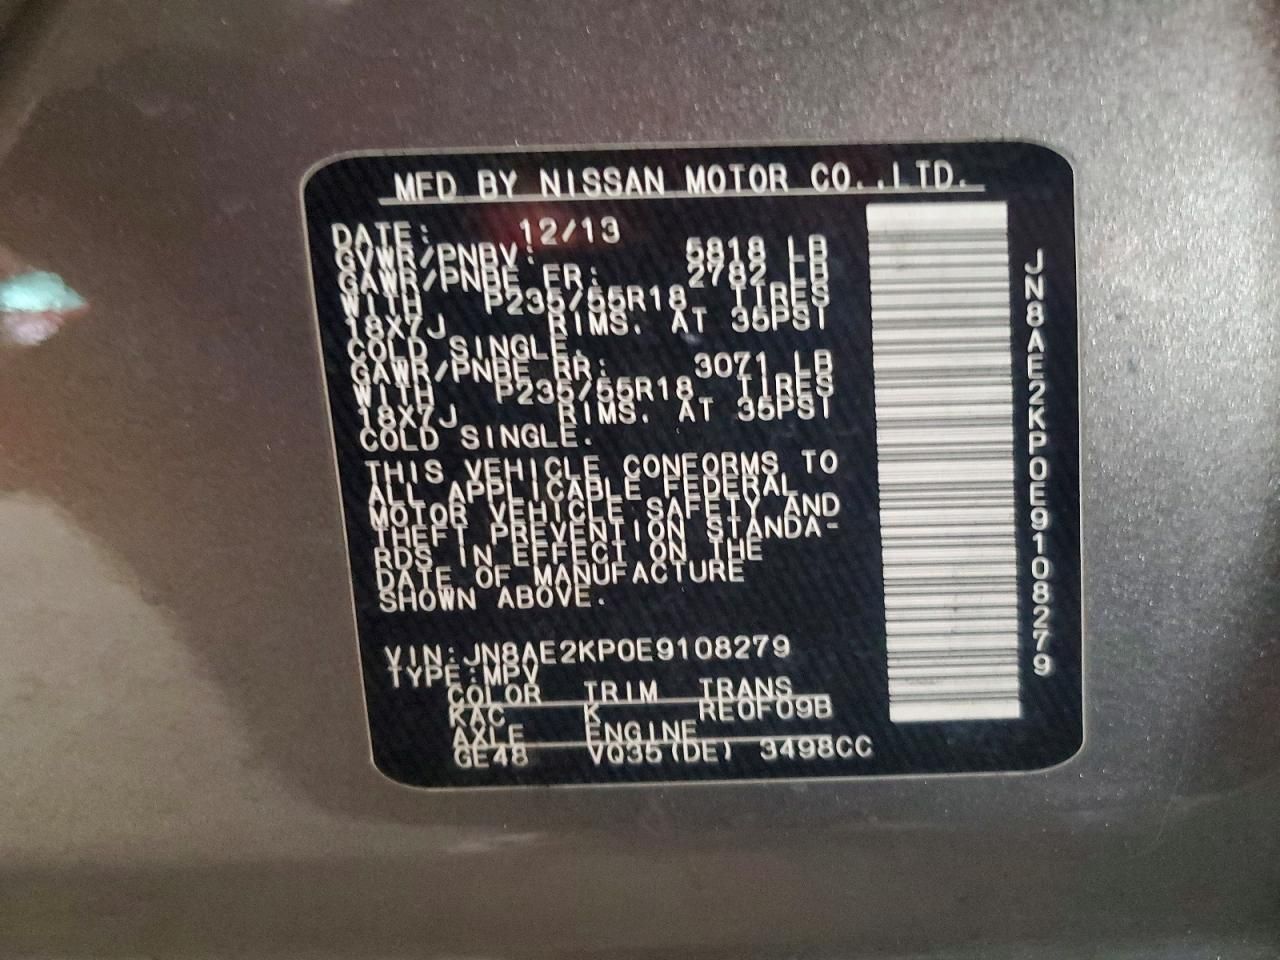 MFD BY NISSAN MOTOR CO.,LTD.
DATE: 12/13
GVWR/PNBV: 5818 LB
GAWR/PNBE FR: 2782 LB
WITH P235/55R18 TIRES
18X7J RIMS. AT 35PSI
COLD SINGLE.
GAWR/PNBE RR: 3071 LB
WITH P235/55R18 TIRES
18X7J RIMS. AT 35PSI
COLD SINGLE.
THIS VEHICLE CONFORMS TO
ALL APPLICABLE FEDERAL
MOTOR VEHICLE SAFETY AND
THEFT PREVENTION STANDA-
RDS IN EFFECT ON THE
DATE OF MANUFACTURE
SHOWN ABOVE.
VIN:JN8AE2KP0E9108279
TYPE:MPV
COLOR TRIM TRANS
KAC K RE0F09B
AXLE ENGINE
GE48 VQ35(DE) 3498CC
JN8AE2KP0E9108279